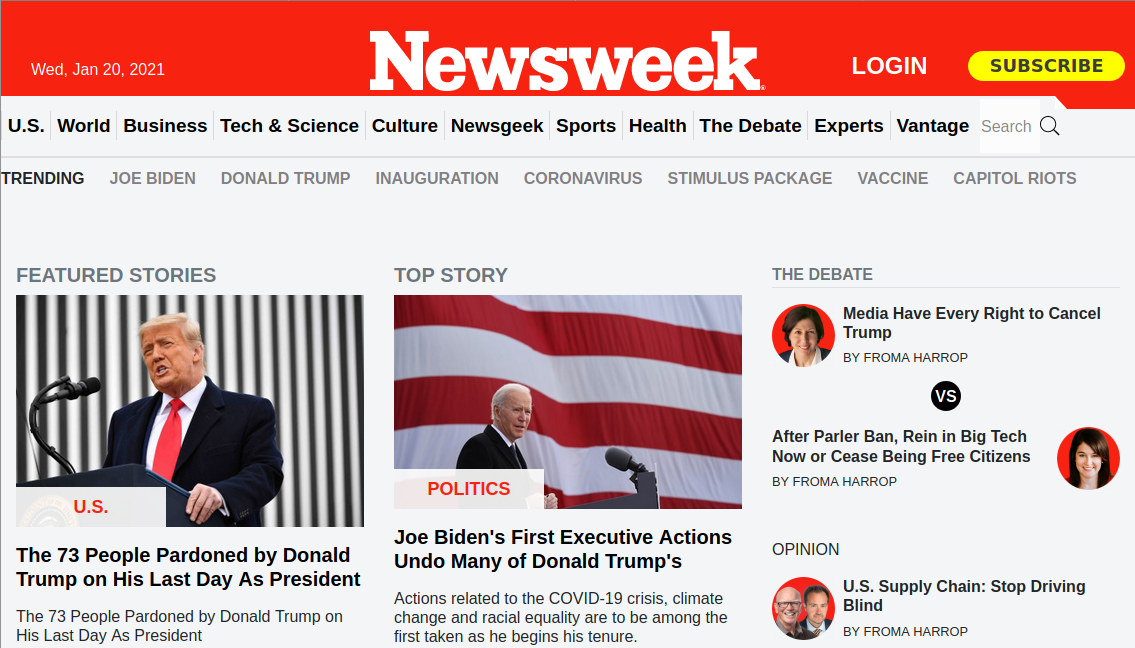 Wed, Jan 20, 2021
Newsweek
LOGIN
SUBSCRIBE
U.S. World Business Tech & Science Culture Newsgeek Sports Health The Debate Experts Vantage Search
TRENDING JOE BIDEN DONALD TRUMP INAUGURATION CORONAVIRUS STIMULUS PACKAGE VACCINE CAPITOL RIOTS
FEATURED STORIES
U.S.
The 73 People Pardoned by Donald
Trump on His Last Day As President
The 73 People Pardoned by Donald Trump on
His Last Day As President
TOP STORY
POLITICS
Joe Biden's First Executive Actions
Undo Many of Donald Trump's
Actions related to the COVID-19 crisis, climate
change and racial equality are to be among the
first taken as he begins his tenure.
THE DEBATE
Media Have Every Right to Cancel
Trump
BY FROMA HARROP
VS
After Parler Ban, Rein in Big Tech
Now or Cease Being Free Citizens
BY FROMA HARROP
OPINION
U.S. Supply Chain: Stop Driving
Blind
BY FROMA HARROP